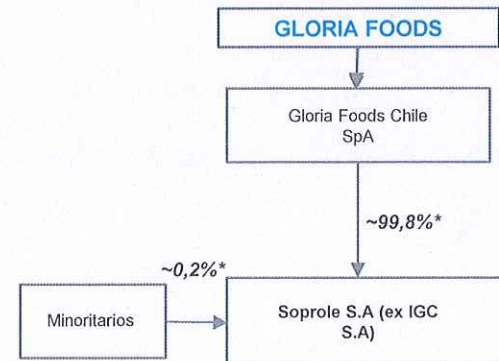 GLORIA FOODS
Gloria Foods Chile
SpA
~99,8%*
~0,2%*
Minoritarios
Soprole S.A (ex IGC
S.A)